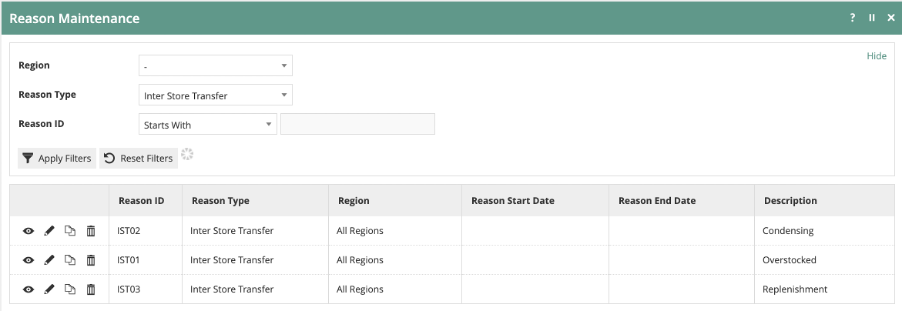 Reason Maintenance ? II ×
Hide
Region -
Reason Type Inter Store Transfer
Reason ID Starts With
Apply Filters Reset Filters
Reason ID Reason Type Region Reason Start Date Reason End Date Description
IST02 Inter Store Transfer All Regions Condensing
IST01 Inter Store Transfer All Regions Overstocked
IST03 Inter Store Transfer All Regions Replenishment